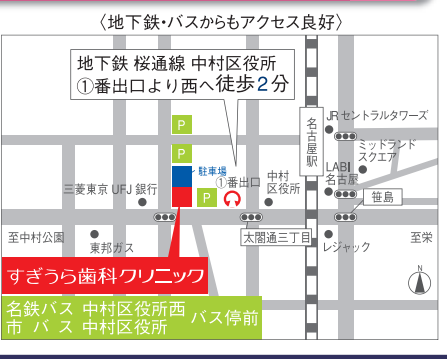 〈地下鉄・バスからもアクセス良好〉
地下鉄 桜通線 中村区役所
①番出口より西へ徒歩2分
P
P
駐車場
P
①番出口
中村
区役所
三菱東京 UFJ 銀行
名古屋駅
JRセントラルタワーズ
ミッドランド
スクエア
LABI
名古屋
笹島
至中村公園
東邦ガス
太閤通三丁目
レジャック
至栄
すぎうら歯科クリニック
名鉄バス 中村区役所西
市バス 中村区役所
バス停前
N